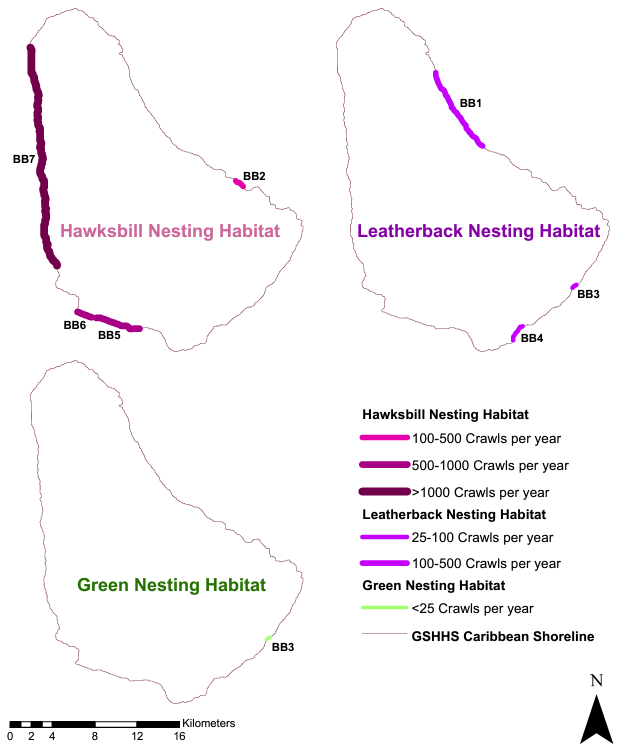 BB7
BB2
Hawksbill Nesting Habitat
BB6
BB5
BB1
Leatherback Nesting Habitat
BB3
BB4
Green Nesting Habitat
BB3
Hawksbill Nesting Habitat
100-500 Crawls per year
500-1000 Crawls per year
>1000 Crawls per year
Leatherback Nesting Habitat
25-100 Crawls per year
100-500 Crawls per year
Green Nesting Habitat
<25 Crawls per year
GSHHS Caribbean Shoreline
N
Kilometers
0 2 4 8 12 16